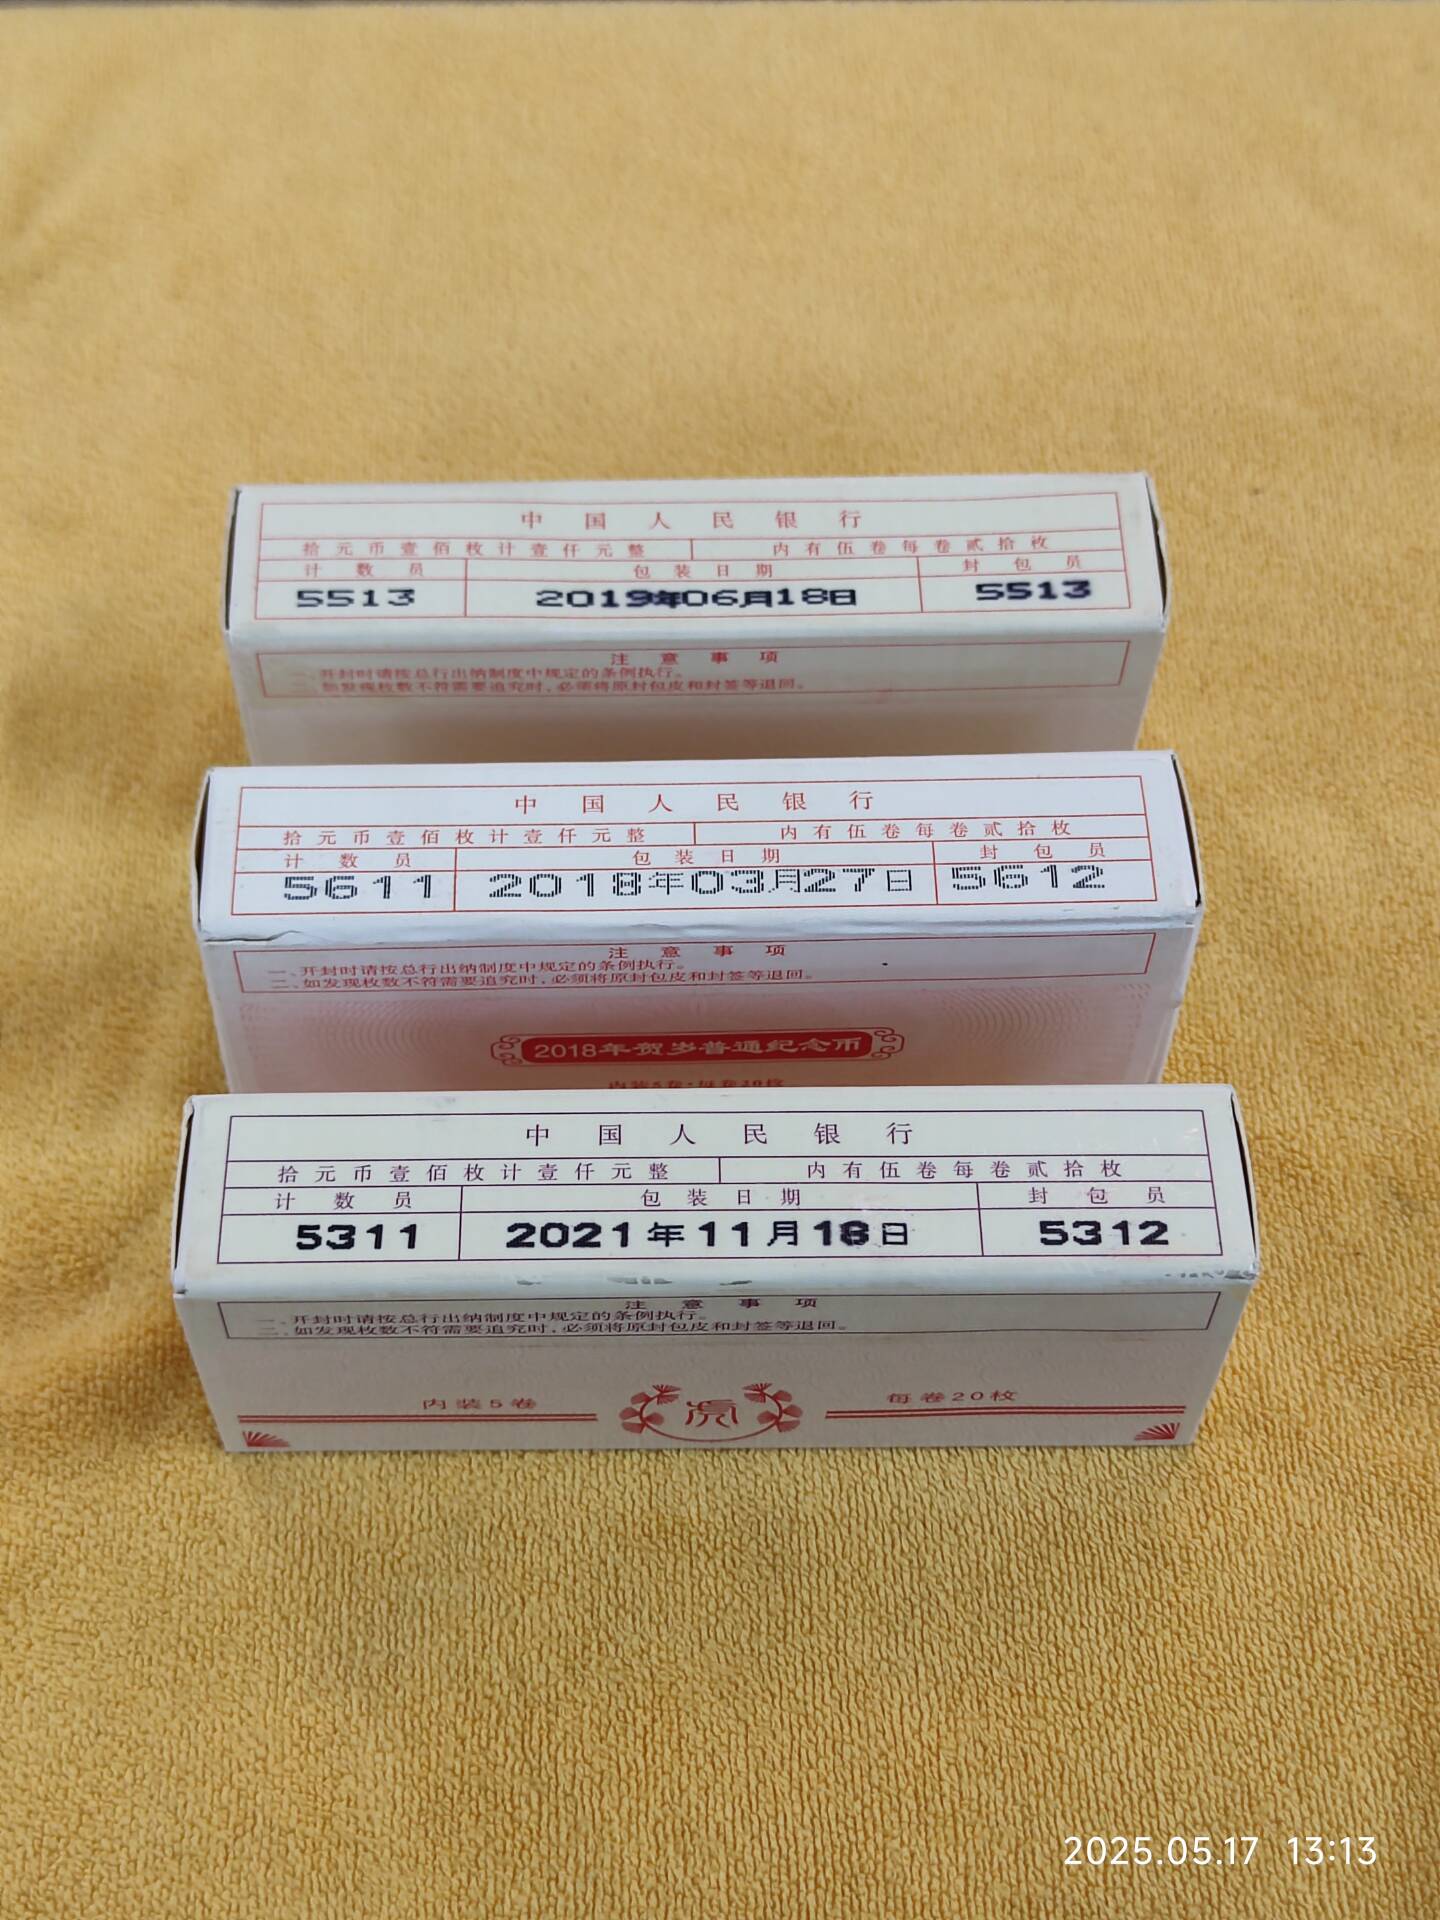 中国人民银行
拾元币壹佰枚计壹仟元整 内有伍卷每卷贰拾枚
计数员 包装日期 封包员
5513 2019年06月18日 5513
注意事项
一、开封时请按总行出纳制度中规定的条例执行。
二、如发现枚数不符需要追究时，必须将原封包皮和封签等退回。
中国人民银行
拾元币壹佰枚计壹仟元整 内有伍卷每卷贰拾枚
计数员 包装日期 封包员
5611 2018年03月27日 5612
注意事项
一、开封时请按总行出纳制度中规定的条例执行。
二、如发现枚数不符需要追究时，必须将原封包皮和封签等退回。
2018年贺岁普通纪念币
内装5卷·每卷20枚
中国人民银行
拾元币壹佰枚计壹仟元整 内有伍卷每卷贰拾枚
计数员 包装日期 封包员
5311 2021年11月18日 5312
注意事项
一、开封时请按总行出纳制度中规定的条例执行。
二、如发现枚数不符需要追究时，必须将原封包皮和封签等退回。
内装5卷 虎 每卷20枚
2025.05.17 13:13